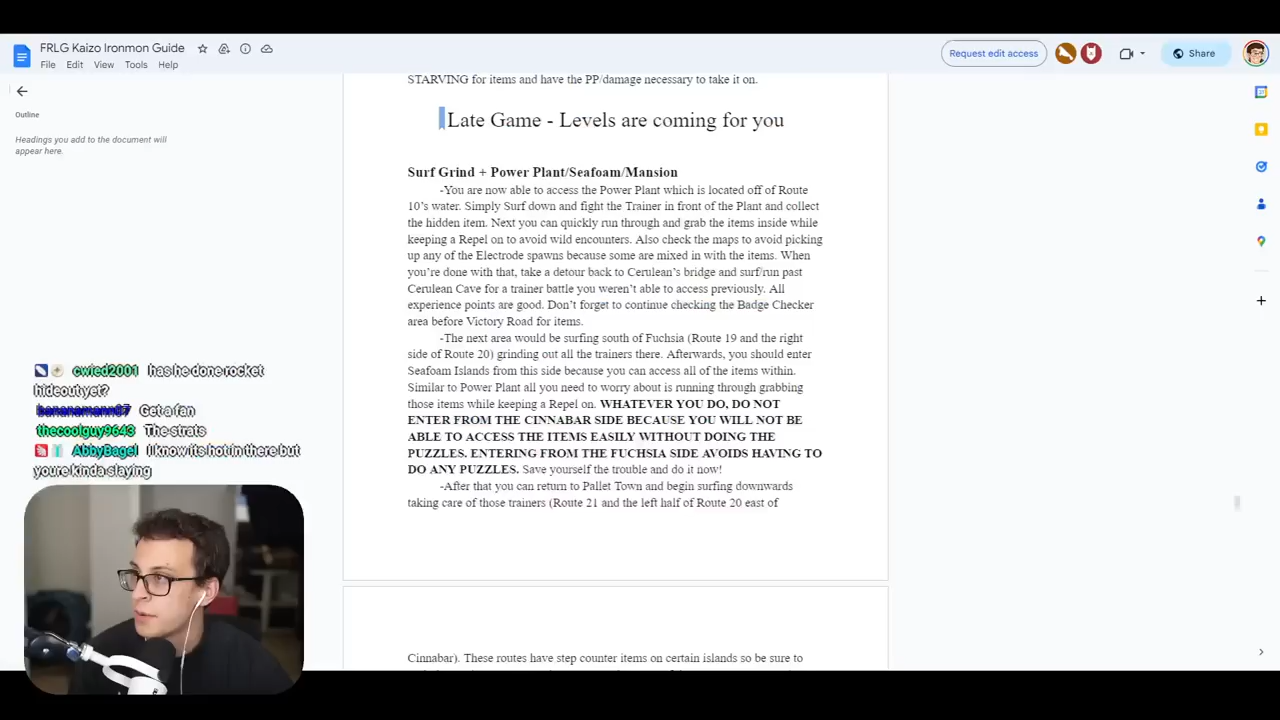 FRLG Kaizo Ironmon Guide
File Edit View Tools Help
Request edit access
Share
Outline
Headings you add to the document will
appear here.
STARVING for items and have the PP/damage necessary to take it on.
Late Game - Levels are coming for you
Surf Grind + Power Plant/Seafoam/Mansion
-You are now able to access the Power Plant which is located off of Route
10's water. Simply Surf down and fight the Trainer in front of the Plant and collect
the hidden item. Next you can quickly run through and grab the items inside while
keeping a Repel on to avoid wild encounters. Also check the maps to avoid picking
up any of the Electrode spawns because some are mixed in with the items. When
you're done with that, take a detour back to Cerulean's bridge and surf/run past
Cerulean Cave for a trainer battle you weren't able to access previously. All
experience points are good. Don't forget to continue checking the Badge Checker
area before Victory Road for items.
-The next area would be surfing south of Fuchsia (Route 19 and the right
side of Route 20) grinding out all the trainers there. Afterwards, you should enter
Seafoam Islands from this side because you can access all of the items within.
Similar to Power Plant all you need to worry about is running through grabbing
those items while keeping a Repel on. WHATEVER YOU DO, DO NOT
ENTER FROM THE CINNABAR SIDE BECAUSE YOU WILL NOT BE
ABLE TO ACCESS THE ITEMS EASILY WITHOUT DOING THE
PUZZLES. ENTERING FROM THE FUCHSIA SIDE AVOIDS HAVING TO
DO ANY PUZZLES. Save yourself the trouble and do it now!
-After that you can return to Pallet Town and begin surfing downwards
taking care of those trainers (Route 21 and the left half of Route 20 east of
Cinnabar). These routes have step counter items on certain islands so be sure to
cwied2001 has he done rocket
hideoutyet?
Get a fan
thecoolguy9643 The strats
AbbyBagel I know its hot in there but
youre kinda slaying